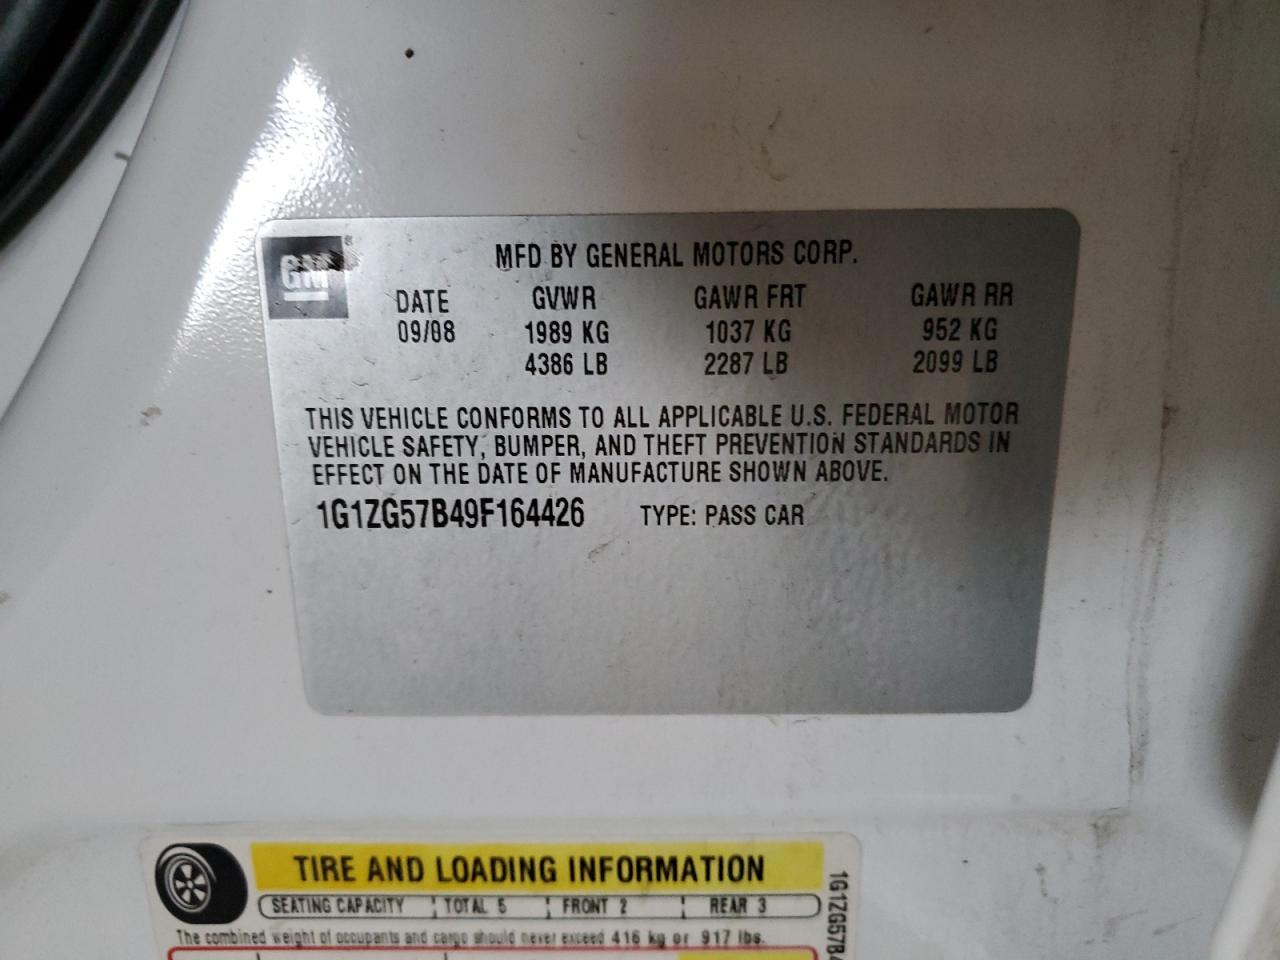 GM
MFD BY GENERAL MOTORS CORP.
DATE GVWR GAWR FRT GAWR RR
09/08 1989 KG 1037 KG 952 KG
4386 LB 2287 LB 2099 LB
THIS VEHICLE CONFORMS TO ALL APPLICABLE U.S. FEDERAL MOTOR
VEHICLE SAFETY, BUMPER, AND THEFT PREVENTION STANDARDS IN
EFFECT ON THE DATE OF MANUFACTURE SHOWN ABOVE.
1G1ZG57B49F164426 TYPE: PASS CAR
TIRE AND LOADING INFORMATION
SEATING CAPACITY TOTAL 5 FRONT 2 REAR 3
The combined weight of occupants and cargo should never exceed 416 kg or 917 lbs.
1G1ZG57B4